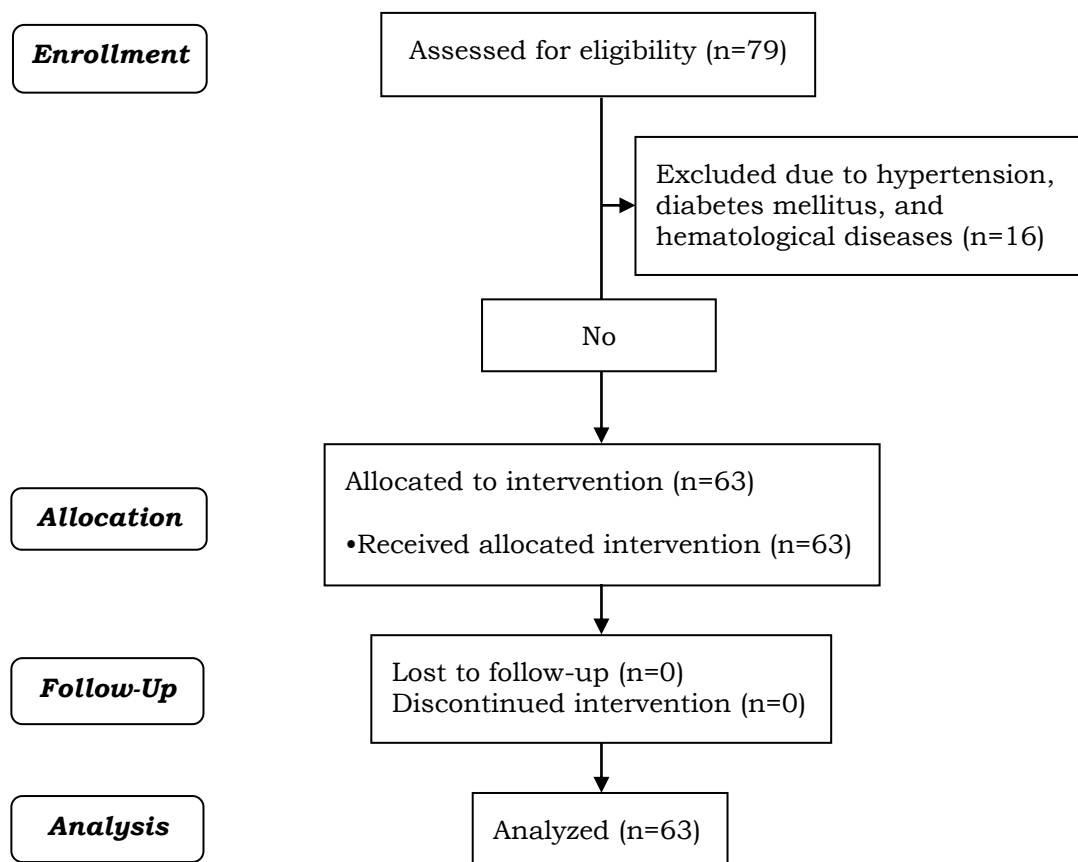 Enrollment
Assessed for eligibility (n=79)
Excluded due to hypertension,
diabetes mellitus, and
hematological diseases (n=16)
No
Allocation
Allocated to intervention (n=63)
•Received allocated intervention (n=63)
Follow-Up
Lost to follow-up (n=0)
Discontinued intervention (n=0)
Analysis
Analyzed (n=63)